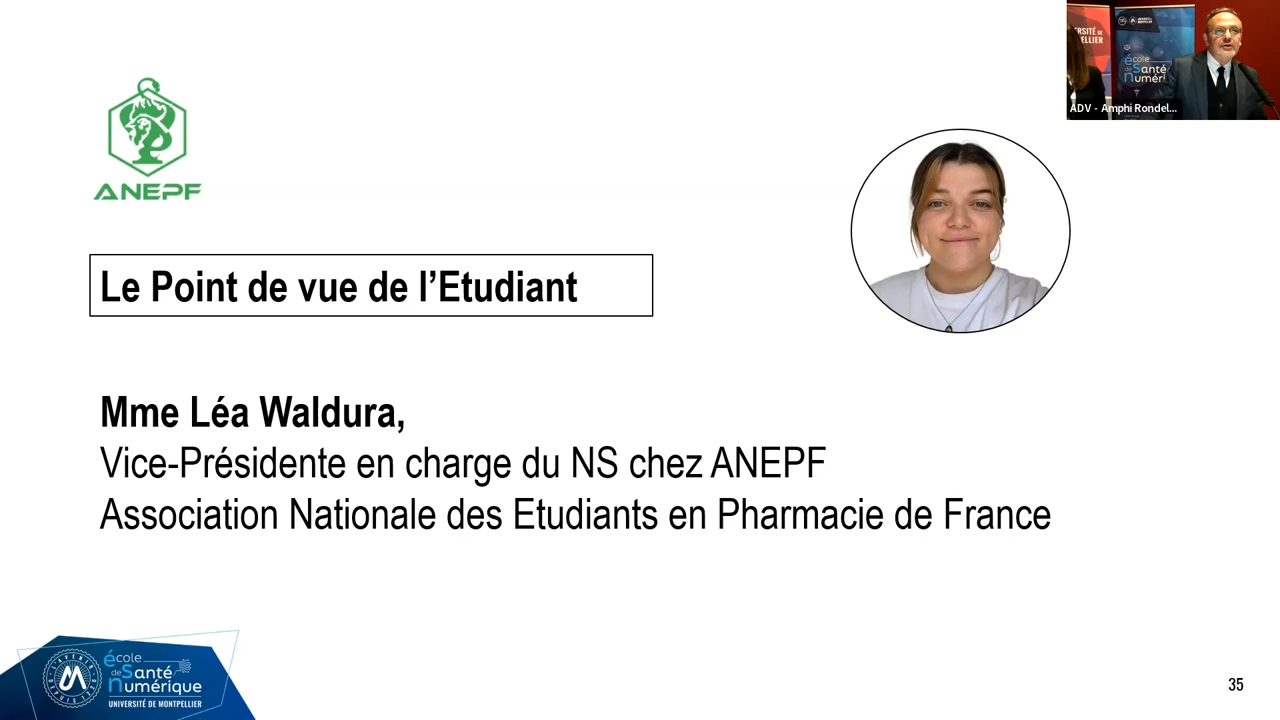 ANEPF
Le Point de vue de l’Etudiant
Mme Léa Waldura,
Vice-Présidente en charge du NS chez ANEPF
Association Nationale des Etudiants en Pharmacie de France
école
de Santé
Numérique
UNIVERSITÉ DE MONTPELLIER
35
ADV - Amphi Rondel...